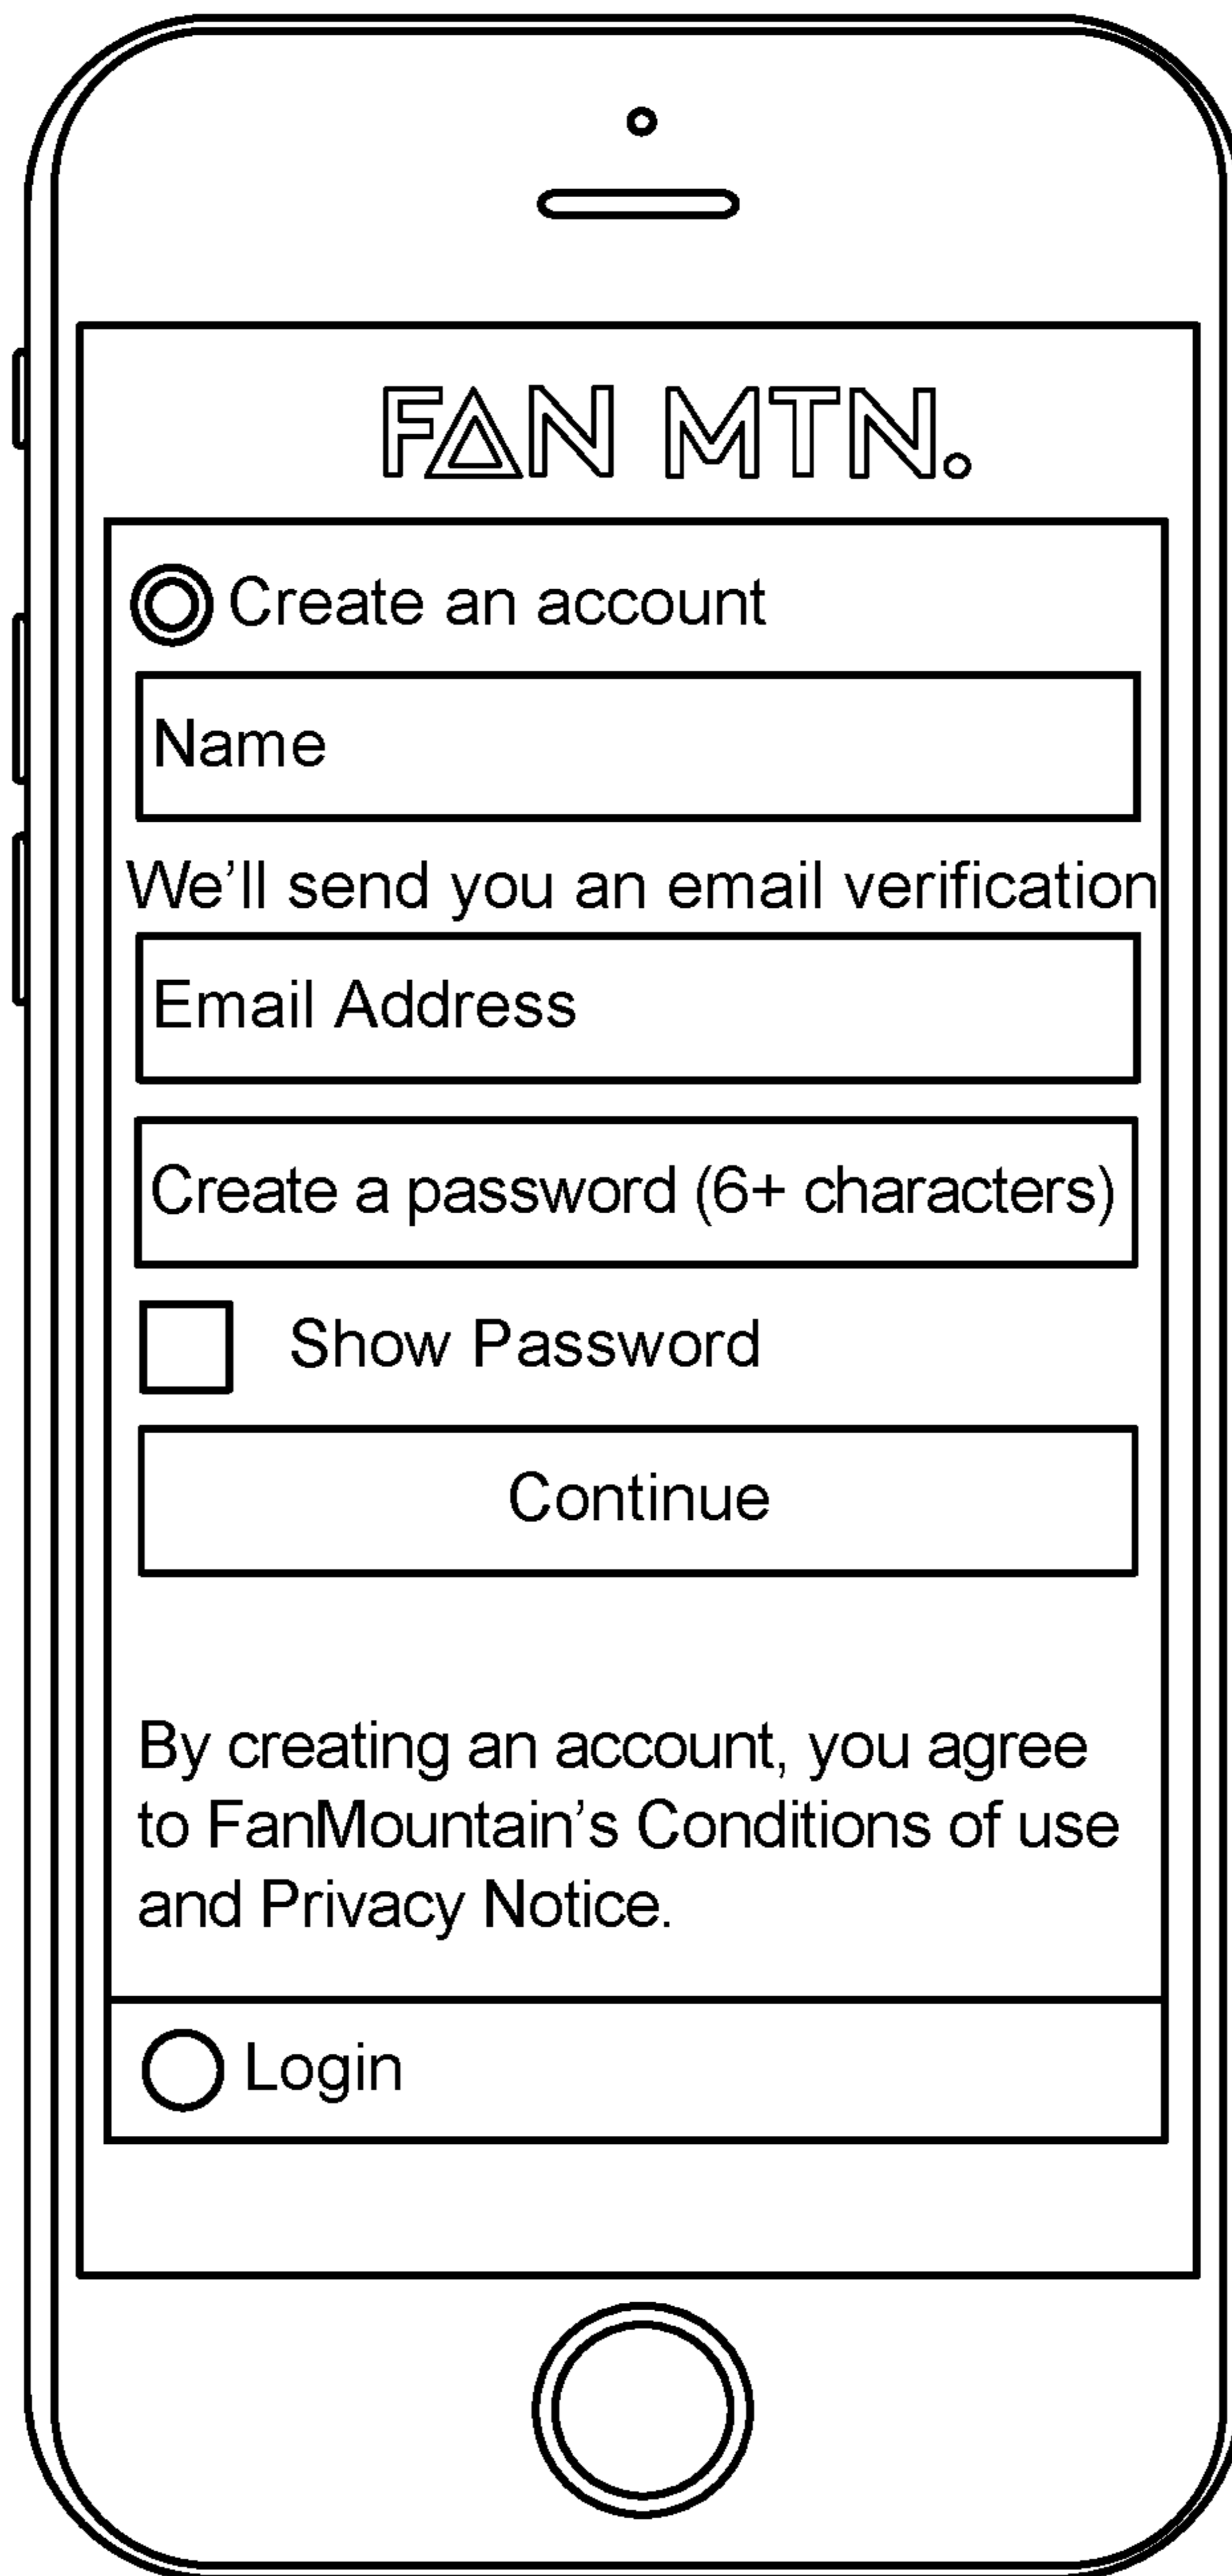 FAN MTN.
Create an account
Name
We’ll send you an email verification
Email Address
Create a password (6+ characters)
Show Password
Continue
By creating an account, you agree
to FanMountain’s Conditions of use
and Privacy Notice.
Login